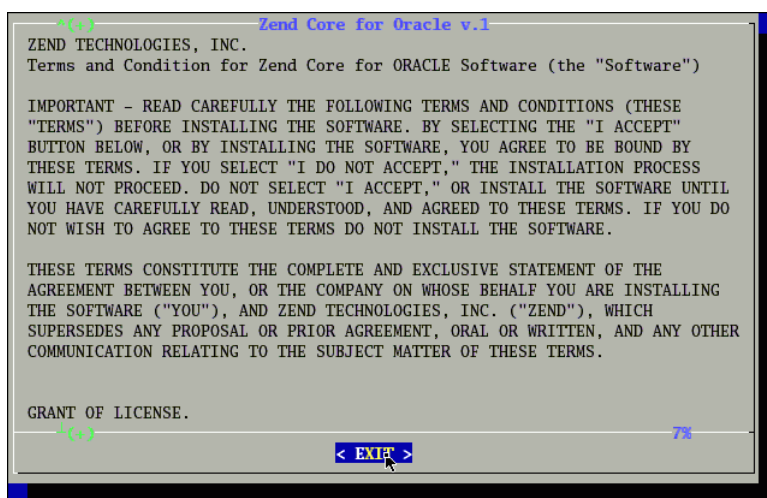 ^(-)
Zend Core for Oracle v.1
ZEND TECHNOLOGIES, INC.
Terms and Condition for Zend Core for ORACLE Software (the "Software")
IMPORTANT - READ CAREFULLY THE FOLLOWING TERMS AND CONDITIONS (THESE
"TERMS") BEFORE INSTALLING THE SOFTWARE. BY SELECTING THE "I ACCEPT"
BUTTON BELOW, OR BY INSTALLING THE SOFTWARE, YOU AGREE TO BE BOUND BY
THESE TERMS. IF YOU SELECT "I DO NOT ACCEPT," THE INSTALLATION PROCESS
WILL NOT PROCEED. DO NOT SELECT "I ACCEPT," OR INSTALL THE SOFTWARE UNTIL
YOU HAVE CAREFULLY READ, UNDERSTOOD, AND AGREED TO THESE TERMS. IF YOU DO
NOT WISH TO AGREE TO THESE TERMS DO NOT INSTALL THE SOFTWARE.
THESE TERMS CONSTITUTE THE COMPLETE AND EXCLUSIVE STATEMENT OF THE
AGREEMENT BETWEEN YOU, OR THE COMPANY ON WHOSE BEHALF YOU ARE INSTALLING
THE SOFTWARE ("YOU"), AND ZEND TECHNOLOGIES, INC. ("ZEND"), WHICH
SUPERSEDES ANY PROPOSAL OR PRIOR AGREEMENT, ORAL OR WRITTEN, AND ANY OTHER
COMMUNICATION RELATING TO THE SUBJECT MATTER OF THESE TERMS.
GRANT OF LICENSE.
7%
< EXIT >